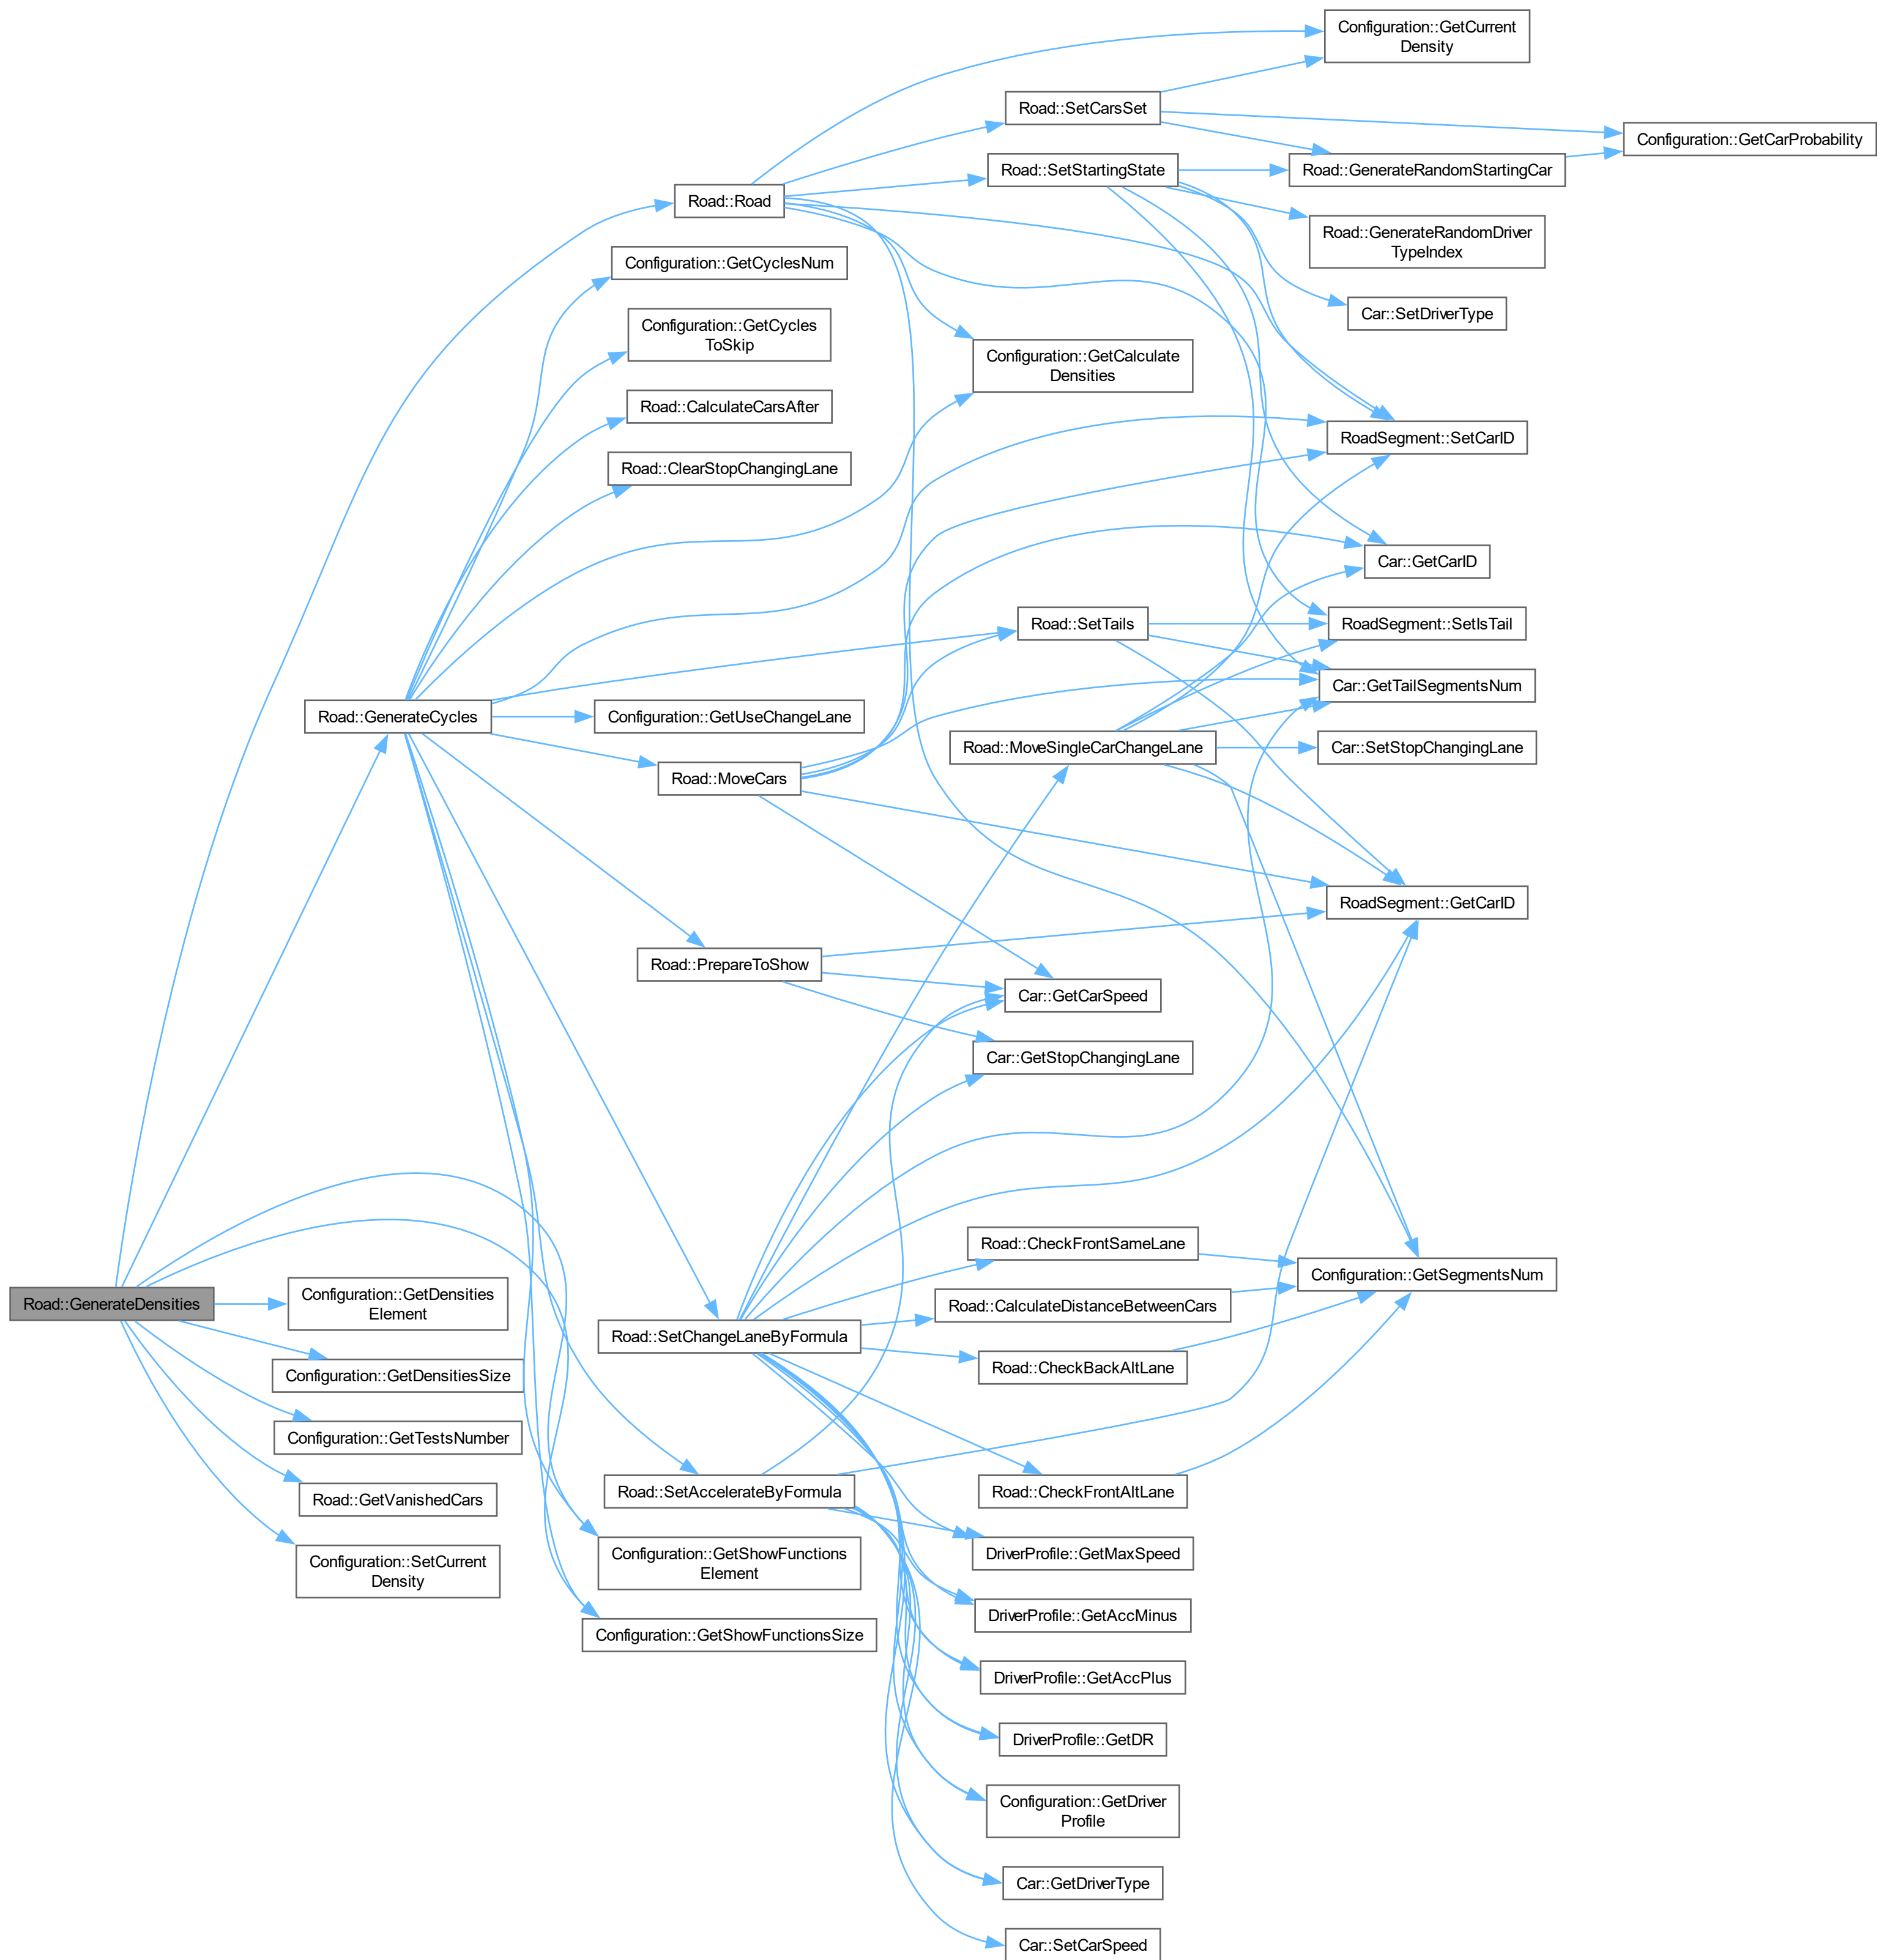 Configuration::GetCurrent
Density
Road::SetCarsSet
Configuration::GetCarProbability
Road::SetStartingState
Road::GenerateRandomStartingCar
Road::Road
Road::GenerateRandomDriver
TypeIndex
Configuration::GetCyclesNum
Car::SetDriverType
Configuration::GetCycles
ToSkip
Configuration::GetCalculate
Densities
Road::CalculateCarsAfter
RoadSegment::SetCarID
Road::ClearStopChangingLane
Car::GetCarID
Road::SetTails
RoadSegment::SetIsTail
Car::GetTailSegmentsNum
Road::GenerateCycles
Configuration::GetUseChangeLane
Road::MoveSingleCarChangeLane
Car::SetStopChangingLane
Road::MoveCars
RoadSegment::GetCarID
Road::PrepareToShow
Car::GetCarSpeed
Car::GetStopChangingLane
Road::CheckFrontSameLane
Configuration::GetSegmentsNum
Road::GenerateDensities
Configuration::GetDensities
Element
Road::CalculateDistanceBetweenCars
Road::SetChangeLaneByFormula
Road::CheckBackAltLane
Configuration::GetDensitiesSize
Configuration::GetTestsNumber
Road::GetVanishedCars
Road::SetAccelerateByFormula
Road::CheckFrontAltLane
Configuration::SetCurrent
Density
Configuration::GetShowFunctions
Element
DriverProfile::GetMaxSpeed
Configuration::GetShowFunctionsSize
DriverProfile::GetAccMinus
DriverProfile::GetAccPlus
DriverProfile::GetDR
Configuration::GetDriver
Profile
Car::GetDriverType
Car::SetCarSpeed